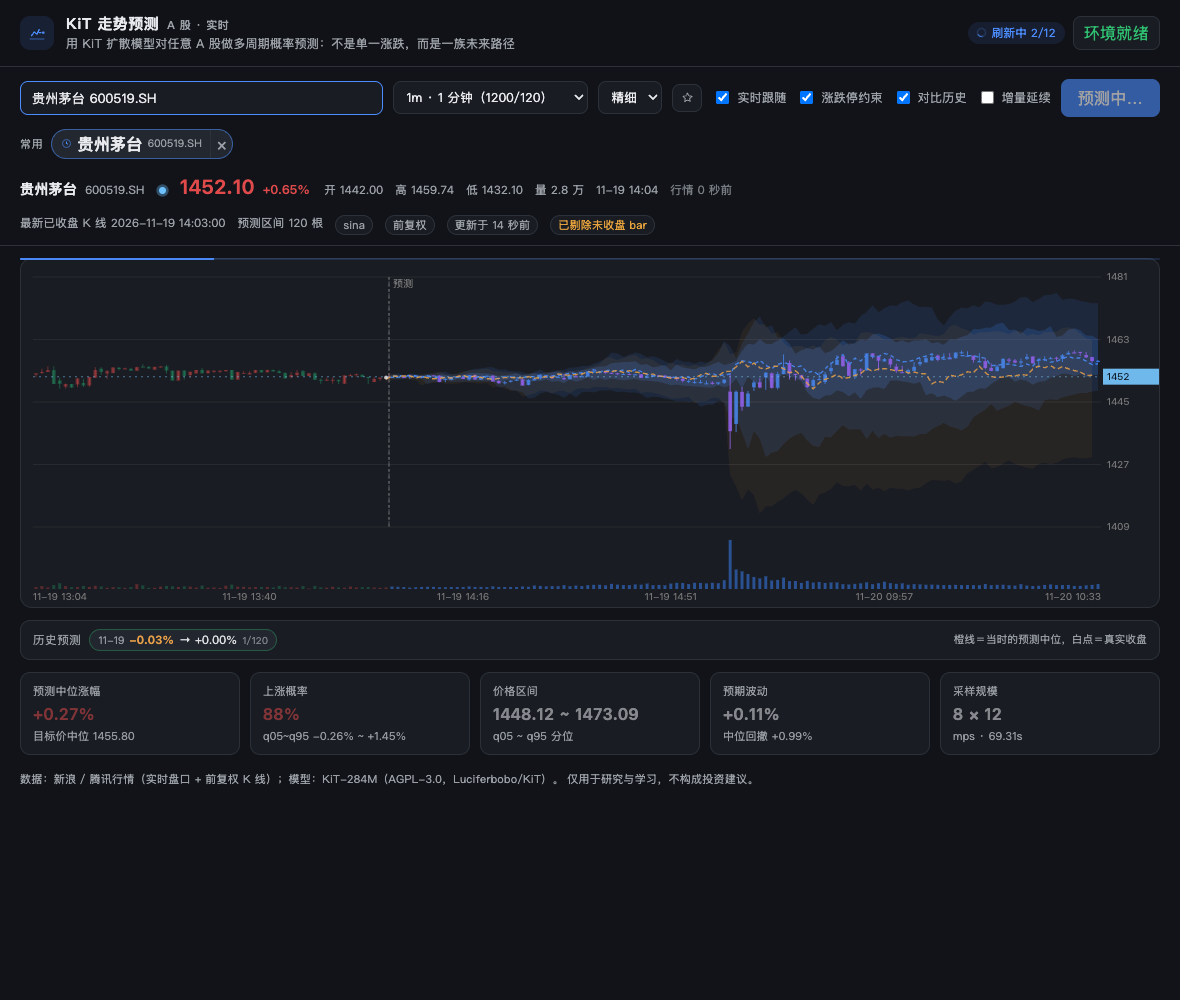 KiT 走势预测 A 股 · 实时
用 KIT 扩散模型对任意 A 股做多周期概率预测：不是单一涨跌，而是一族未来路径
刷新中 2/12
环境就绪
贵州茅台 600519.SH
1m · 1 分钟（1200/120）
精细
☆
实时跟随
涨跌停约束
对比历史
增量延续
预测中…
常用
贵州茅台 600519.SH ×
贵州茅台 600519.SH 1452.10 +0.65% 开 1442.00 高 1459.74 低 1432.10 量 2.8 万 11-19 14:04 行情 0 秒前
最新已收盘 K 线 2026-11-19 14:03:00 预测区间 120 根 sina 前复权 更新于 14 秒前 已剔除未收盘 bar
预测
1481
1463
1452
1445
1427
1409
11-19 13:04 11-19 13:40 11-19 14:16 11-19 14:51 11-20 09:57 11-20 10:33
历史预测 11-19 -0.03% → +0.00% 1/120
橙线＝当时的预测中位，白点＝真实收盘
预测中位涨幅
+0.27%
目标价中位 1455.80
上涨概率
88%
q05~q95 -0.26% ~ +1.45%
价格区间
1448.12 ~ 1473.09
q05 ~ q95 分位
预期波动
+0.11%
中位回撤 +0.99%
采样规模
8 × 12
mps · 69.31s
数据：新浪 / 腾讯行情（实时盘口 + 前复权 K 线）；模型：KiT-284M（AGPL-3.0，Luciferbobo/KiT）。 仅用于研究与学习，不构成投资建议。